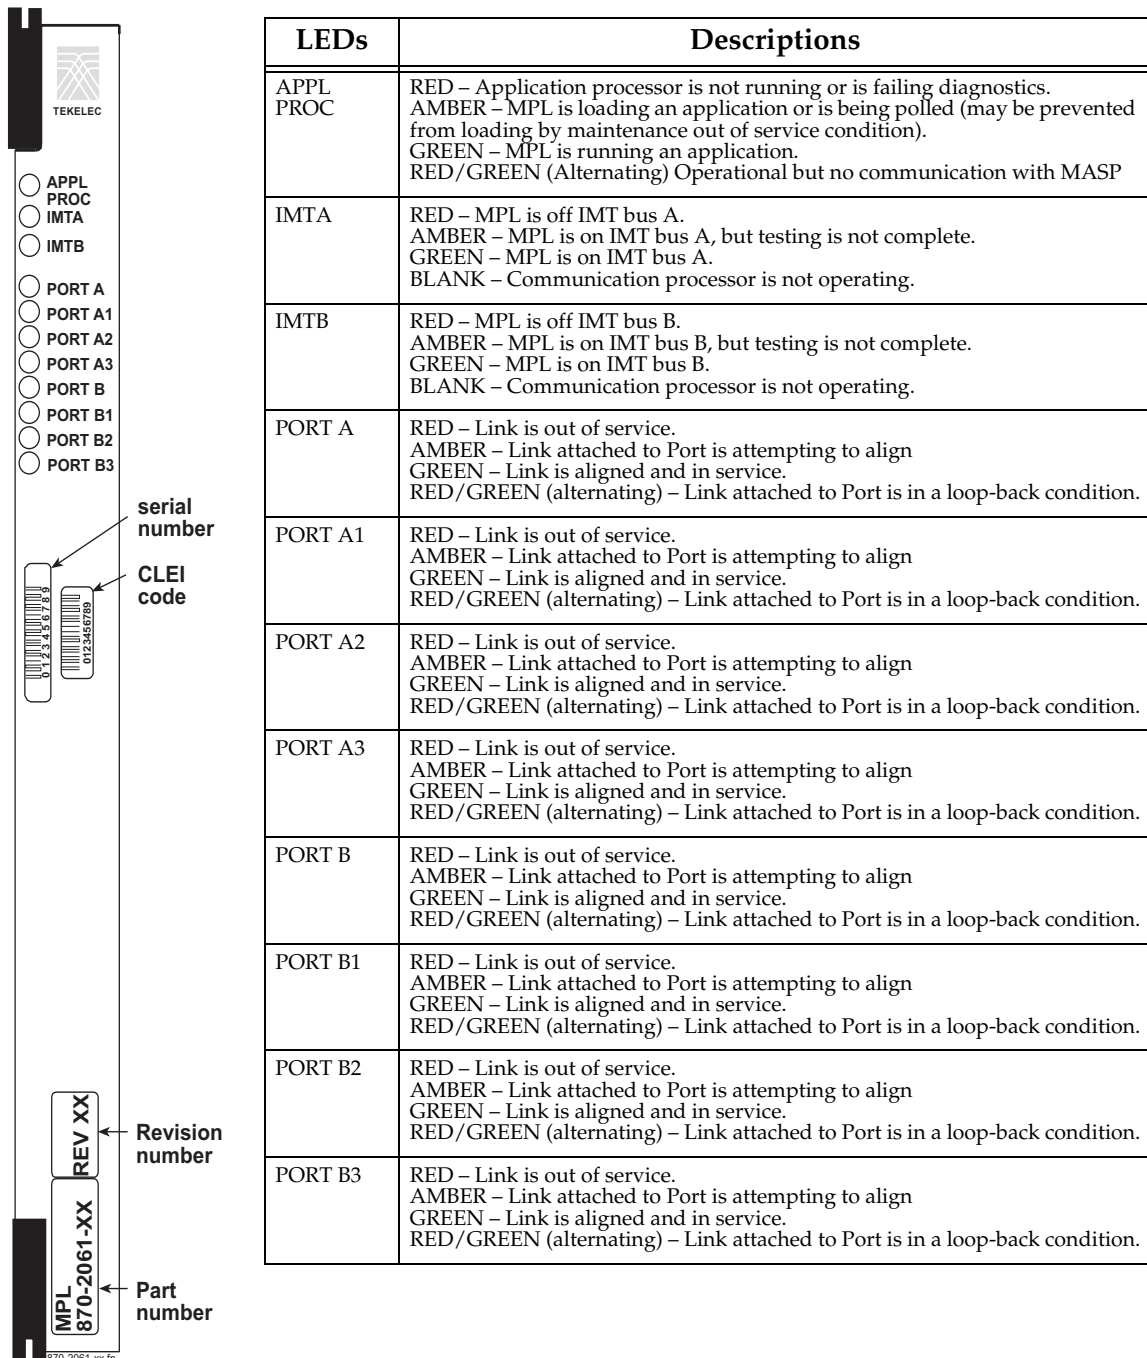 TEKELEC
APPL
PROC
IMTA
IMTB
PORT A
PORT A1
PORT A2
PORT A3
PORT B
PORT B1
PORT B2
PORT B3
serial
number
CLEI
code
0123456789
0123456789
REV XX
Revision
number
MPL
870-2061-XX
Part
number
870-2061-xx.fp
LEDs Descriptions
APPL RED – Application processor is not running or is failing diagnostics.
PROC AMBER – MPL is loading an application or is being polled (may be prevented
from loading by maintenance out of service condition).
GREEN – MPL is running an application.
RED/GREEN (Alternating) Operational but no communication with MASP
IMTA RED – MPL is off IMT bus A.
AMBER – MPL is on IMT bus A, but testing is not complete.
GREEN – MPL is on IMT bus A.
BLANK – Communication processor is not operating.
IMTB RED – MPL is off IMT bus B.
AMBER – MPL is on IMT bus B, but testing is not complete.
GREEN – MPL is on IMT bus B.
BLANK – Communication processor is not operating.
PORT A RED – Link is out of service.
AMBER – Link attached to Port is attempting to align
GREEN – Link is aligned and in service.
RED/GREEN (alternating) – Link attached to Port is in a loop-back condition.
PORT A1 RED – Link is out of service.
AMBER – Link attached to Port is attempting to align
GREEN – Link is aligned and in service.
RED/GREEN (alternating) – Link attached to Port is in a loop-back condition.
PORT A2 RED – Link is out of service.
AMBER – Link attached to Port is attempting to align
GREEN – Link is aligned and in service.
RED/GREEN (alternating) – Link attached to Port is in a loop-back condition.
PORT A3 RED – Link is out of service.
AMBER – Link attached to Port is attempting to align
GREEN – Link is aligned and in service.
RED/GREEN (alternating) – Link attached to Port is in a loop-back condition.
PORT B RED – Link is out of service.
AMBER – Link attached to Port is attempting to align
GREEN – Link is aligned and in service.
RED/GREEN (alternating) – Link attached to Port is in a loop-back condition.
PORT B1 RED – Link is out of service.
AMBER – Link attached to Port is attempting to align
GREEN – Link is aligned and in service.
RED/GREEN (alternating) – Link attached to Port is in a loop-back condition.
PORT B2 RED – Link is out of service.
AMBER – Link attached to Port is attempting to align
GREEN – Link is aligned and in service.
RED/GREEN (alternating) – Link attached to Port is in a loop-back condition.
PORT B3 RED – Link is out of service.
AMBER – Link attached to Port is attempting to align
GREEN – Link is aligned and in service.
RED/GREEN (alternating) – Link attached to Port is in a loop-back condition.